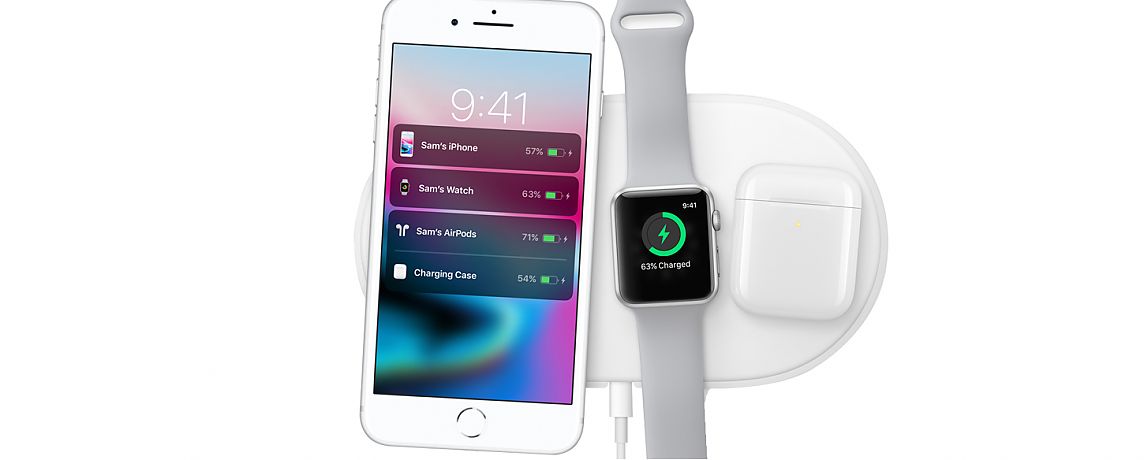 9:41
Sam's iPhone 57%
Sam's Watch 63%
Sam's AirPods 71%
Charging Case 54%
9:41
63% Charged